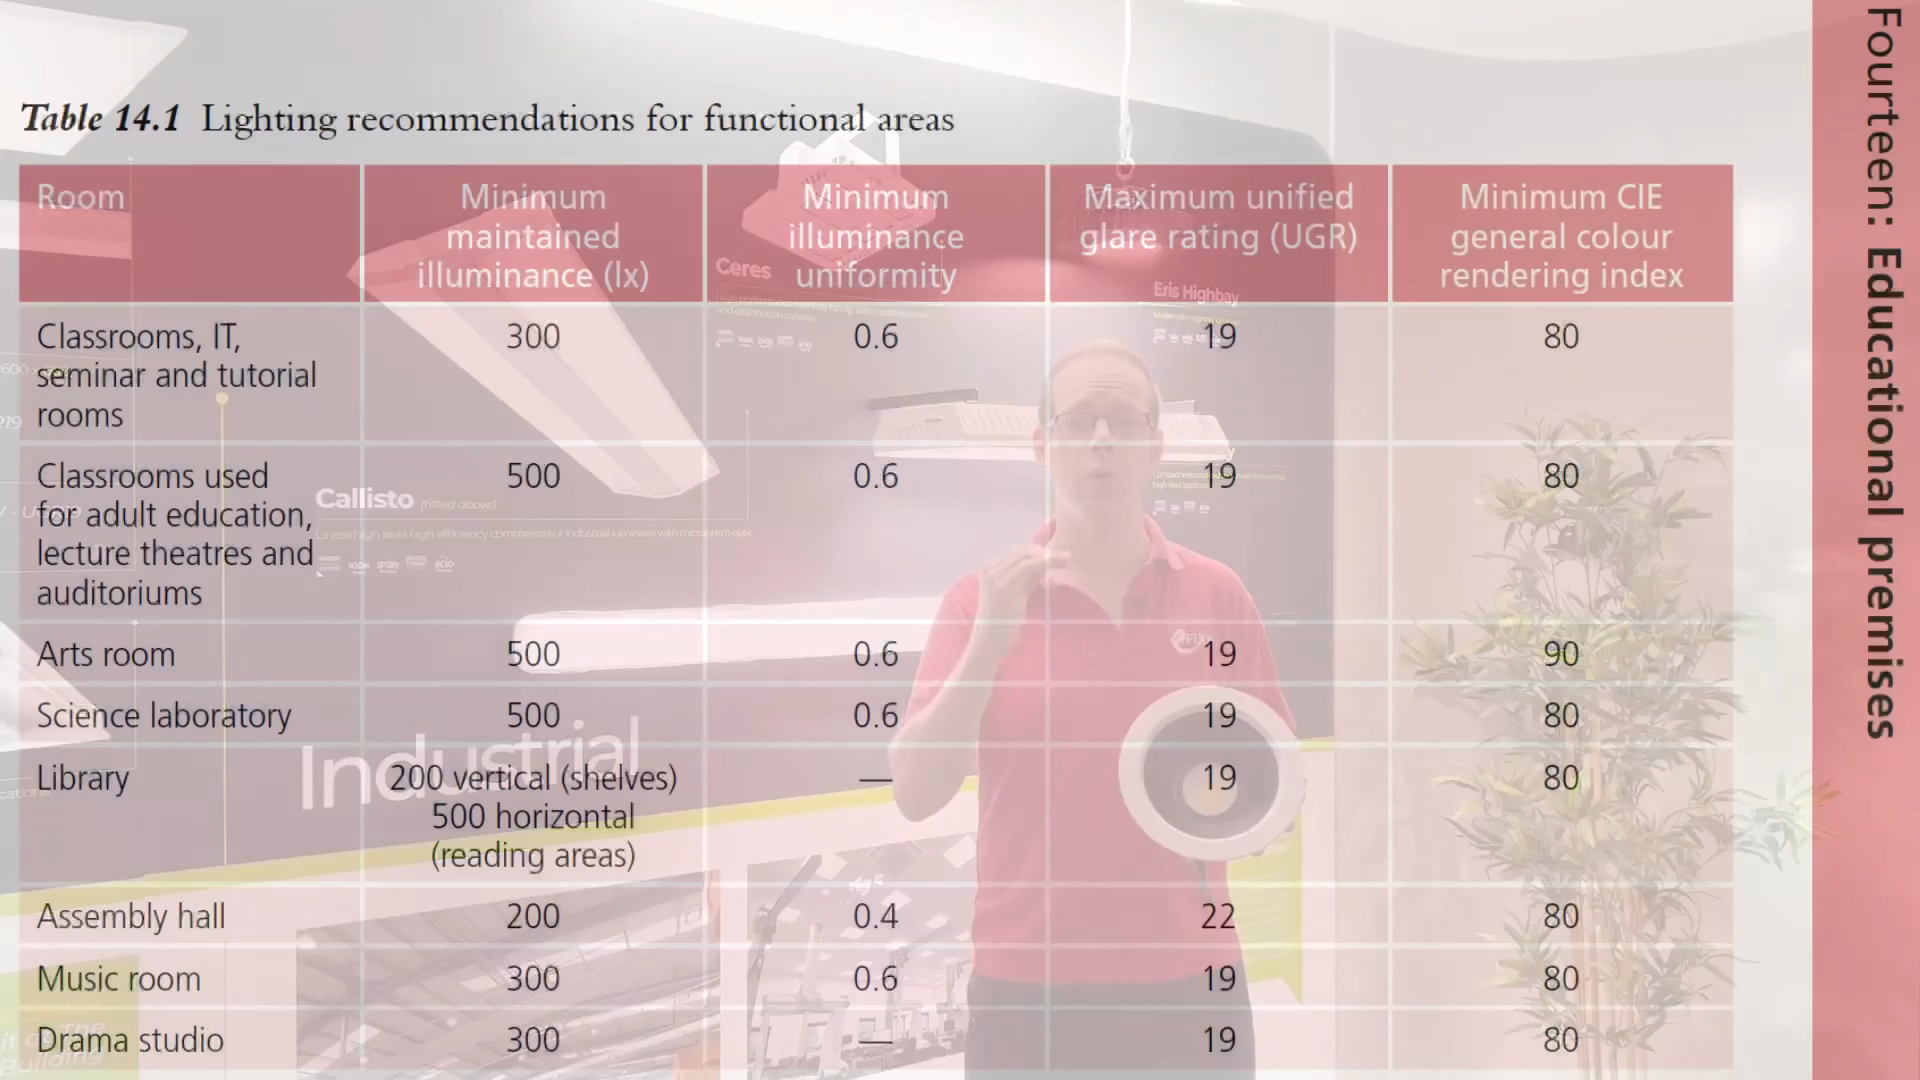 Table 14.1 Lighting recommendations for functional areas
Room
Minimum maintained illuminance (lx)
Minimum illuminance uniformity
Maximum unified glare rating (UGR)
Minimum CIE general colour rendering index
Classrooms, IT, seminar and tutorial rooms
300
0.6
19
80
Classrooms used for adult education, lecture theatres and auditoriums
500
0.6
19
80
Arts room
500
0.6
19
90
Science laboratory
500
0.6
19
80
Library
200 vertical (shelves)
500 horizontal
(reading areas)
—
19
80
Assembly hall
200
0.4
22
80
Music room
300
0.6
19
80
Drama studio
300
—
19
80
Fourteen: Educational premises
Ceres
Eris Highbay
Callisto (fitted above)
Industrial